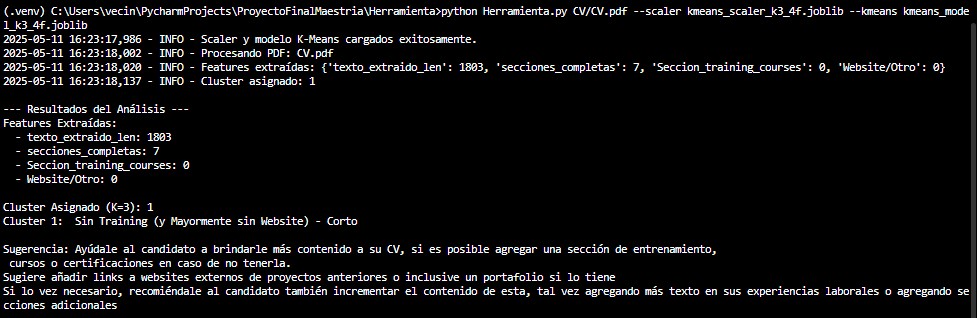 (.venv) C:\Users\vecin\PycharmProjects\ProyectoFinalMaestria\Herramienta>python Herramienta.py CV/CV.pdf --scaler kmeans_scaler_k3_4f.joblib --kmeans kmeans_mode
l_k3_4f.joblib
2025-05-11 16:23:17,986 - INFO - Scaler y modelo K-Means cargados exitosamente.
2025-05-11 16:23:18,002 - INFO - Procesando PDF: CV.pdf
2025-05-11 16:23:18,020 - INFO - Features extraídas: {'texto_extraido_len': 1803, 'secciones_completas': 7, 'Seccion_training_courses': 0, 'Website/Otro': 0}
2025-05-11 16:23:18,137 - INFO - Cluster asignado: 1
--- Resultados del Análisis ---
Features Extraídas:
- texto_extraido_len: 1803
- secciones_completas: 7
- Seccion_training_courses: 0
- Website/Otro: 0
Cluster Asignado (K=3): 1
Cluster 1:  Sin Training (y Mayormente sin Website) - Corto
Sugerencia: Ayúdale al candidato a brindarle más contenido a su CV, si es posible agregar una sección de entrenamiento,
cursos o certificaciones en caso de no tenerla.
Sugiere añadir links a websites externos de proyectos anteriores o inclusive un portafolio si lo tiene
Si lo vez necesario, recomiéndale al candidato también incrementar el contenido de esta, tal vez agregando más texto en sus experiencias laborales o agregando se
cciones adicionales